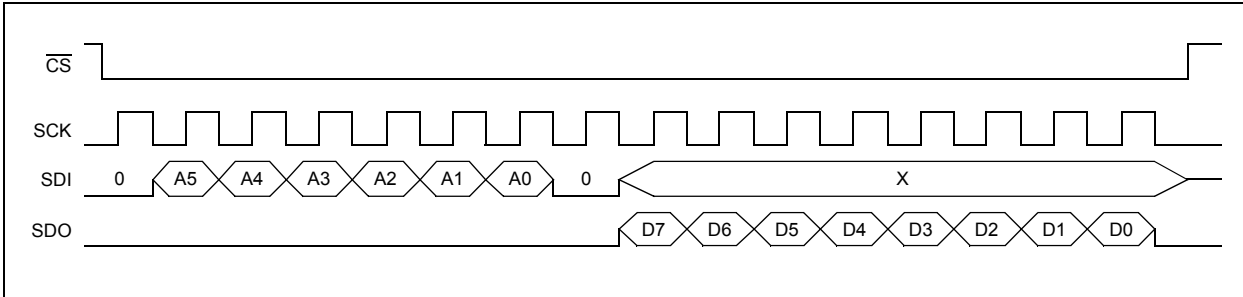 CS
SCK
SDI 0 A5 A4 A3 A2 A1 A0 0 X
SDO D7 D6 D5 D4 D3 D2 D1 D0